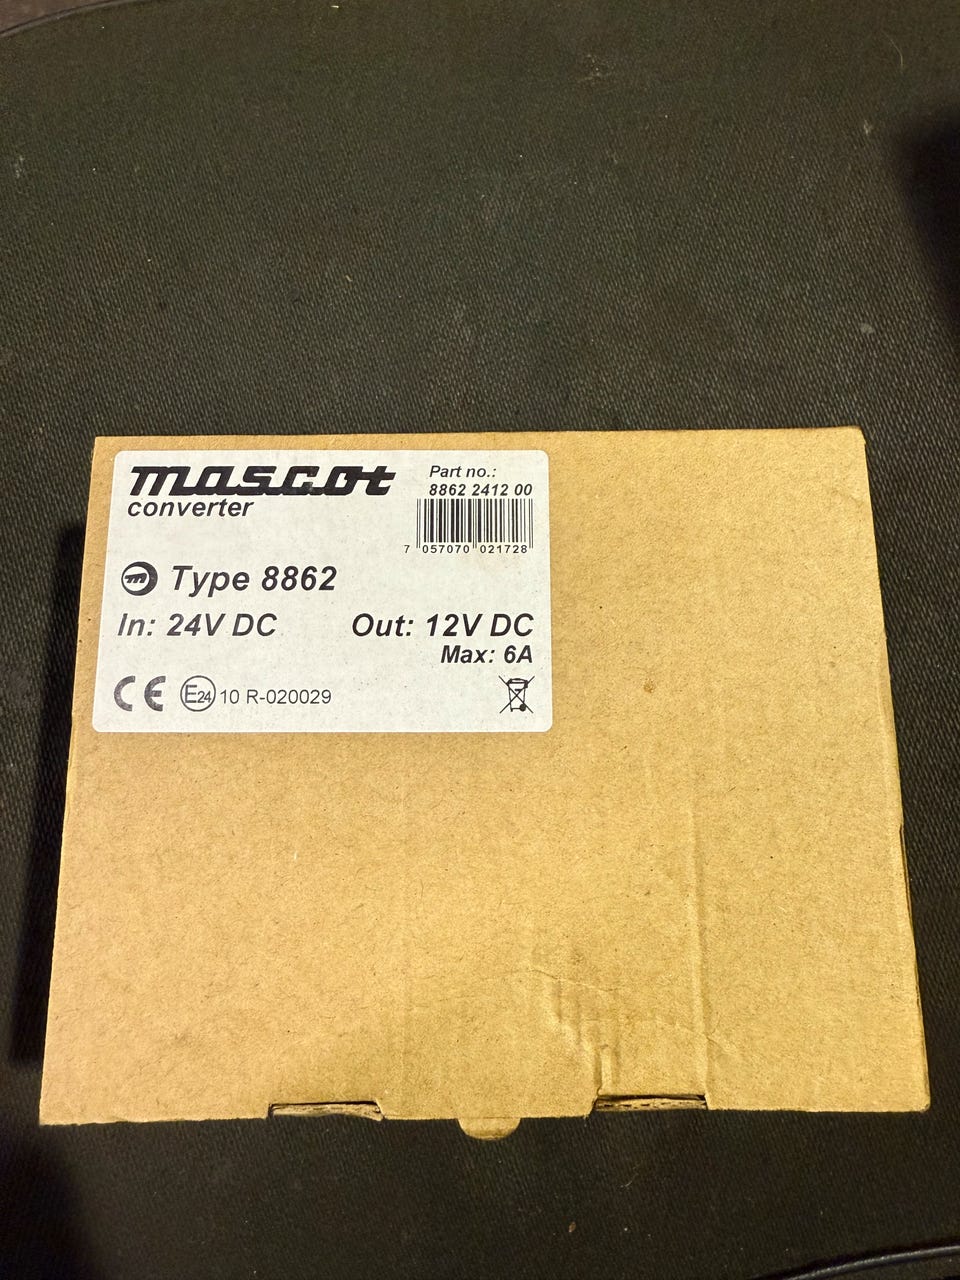 mascot
converter
Part no.:
8862 2412 00
7 057070 021728
m Type 8862
In: 24V DC Out: 12V DC
Max: 6A
CE E24 10 R-020029